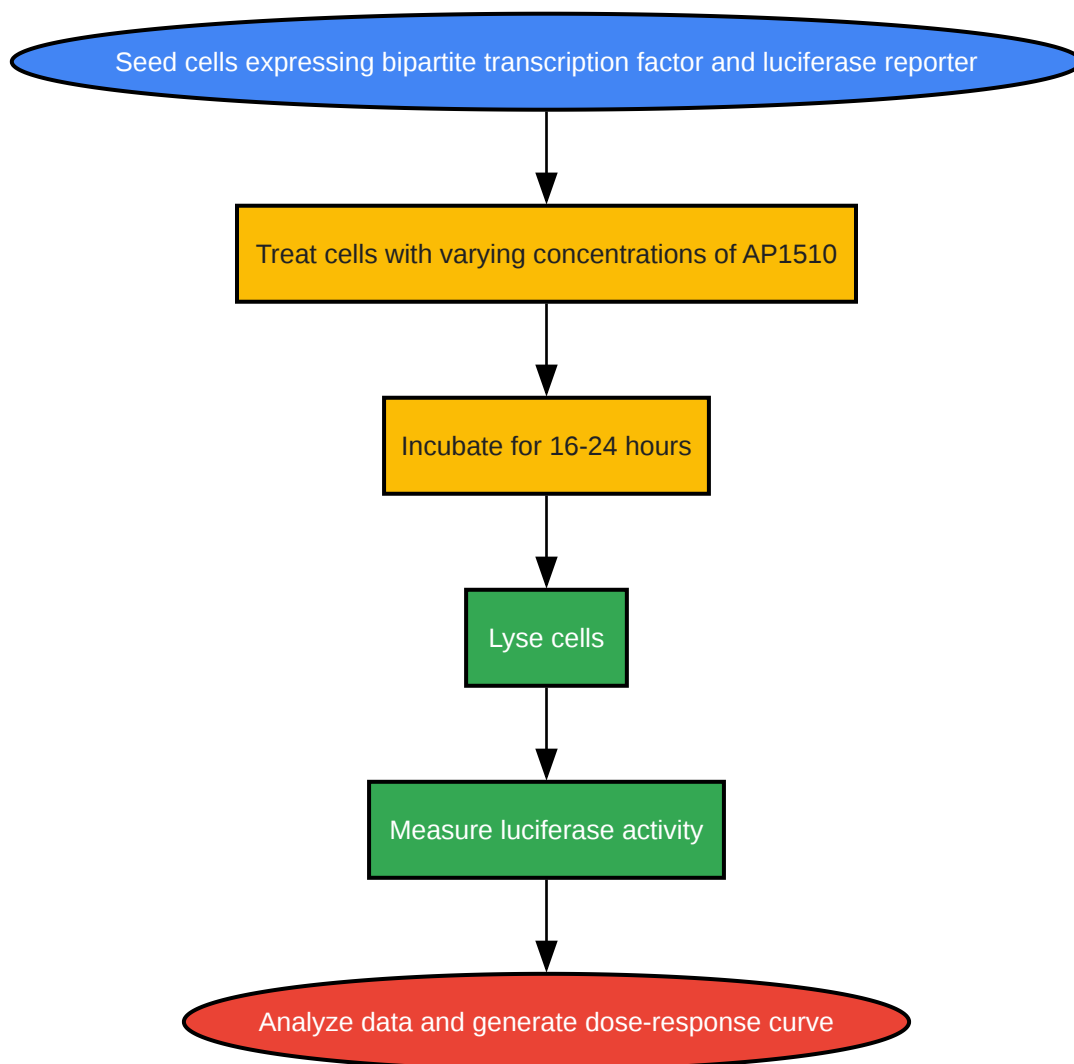 Seed cells expressing bipartite transcription factor and luciferase reporter
Treat cells with varying concentrations of AP1510
Incubate for 16-24 hours
Lyse cells
Measure luciferase activity
Analyze data and generate dose-response curve